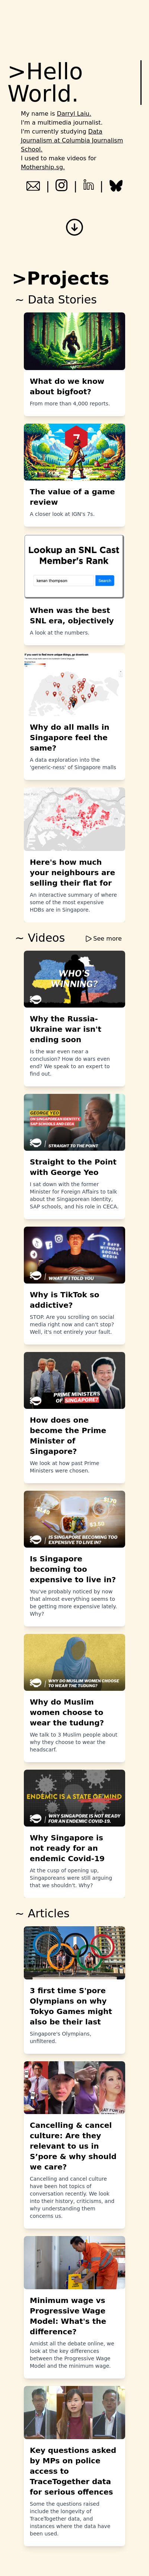 >Hello
World.
My name is Darryl Laiu.
I'm a multimedia journalist.
I'm currently studying Data
Journalism at Columbia Journalism
School.
I used to make videos for
Mothership.sg.
>Projects
~ Data Stories
What do we know
about bigfoot?
From more than 4,000 reports.
7
The value of a game
review
A closer look at IGN's 7s.
Lookup an SNL Cast
Member's Rank
kenan thompson
Search
When was the best
SNL era, objectively
A look at the numbers.
Why do all malls in
Singapore feel the
same?
A data exploration into the
'generic-ness' of Singapore malls
Here's how much
your neighbours are
selling their flat for
An interactive summary of where
some of the most expensive
HDBs are in Singapore.
~ Videos
See more
WHO'S
WINNING?
Why the Russia-
Ukraine war isn't
ending soon
Is the war even near a
conclusion? How do wars even
end? We speak to an expert to
find out.
GEORGE YEO
ON SINGAPOREAN IDENTITY,
SAP SCHOOLS AND CECA
STRAIGHT TO THE POINT
Straight to the Point
with George Yeo
I sat down with the former
Minister for Foreign Affairs to talk
about the Singaporean identity,
SAP schools, and his role in CECA.
7 DAYS
WITHOUT
SOCIAL
MEDIA
WHAT IF I TOLD YOU
Why is TikTok so
addictive?
STOP. Are you scrolling on social
media right now and can't stop?
Well, it's not entirely your fault.
PRIME MINISTERS
OF SINGAPORE?
How does one
become the Prime
Minister of
Singapore?
We look at how past Prime
Ministers were chosen.
IS SINGAPORE BECOMING TOO
EXPENSIVE TO LIVE IN?
Is Singapore
becoming too
expensive to live in?
You've probably noticed by now
that almost everything seems to
be getting more expensive lately.
Why?
WHY DO MUSLIM WOMEN CHOOSE
TO WEAR THE TUDUNG?
Why do Muslim
women choose to
wear the tudung?
We talk to 3 Muslim people about
why they choose to wear the
headscarf.
ENDEMIC IS A STATE OF MIND
WHY SINGAPORE IS NOT READY
FOR AN ENDEMIC COVID-19.
Why Singapore is
not ready for an
endemic Covid-19
At the cusp of opening up,
Singaporeans were still arguing
that we shouldn't. Why?
~ Articles
3 first time S'pore
Olympians on why
Tokyo Games might
also be their last
Singapore's Olympians,
unfiltered.
Cancelling & cancel
culture: Are they
relevant to us in
S’pore & why should
we care?
Cancelling and cancel culture
have been hot topics of
conversation recently. We look
into their history, criticisms, and
why understanding them
concerns us.
Minimum wage vs
Progressive Wage
Model: What's the
difference?
Amidst all the debate online, we
look at the key differences
between the Progressive Wage
Model and the minimum wage.
Key questions asked
by MPs on police
access to
TraceTogether data
for serious offences
Some the questions raised
include the longevity of
TraceTogether data, and
instances where the data have
been used.